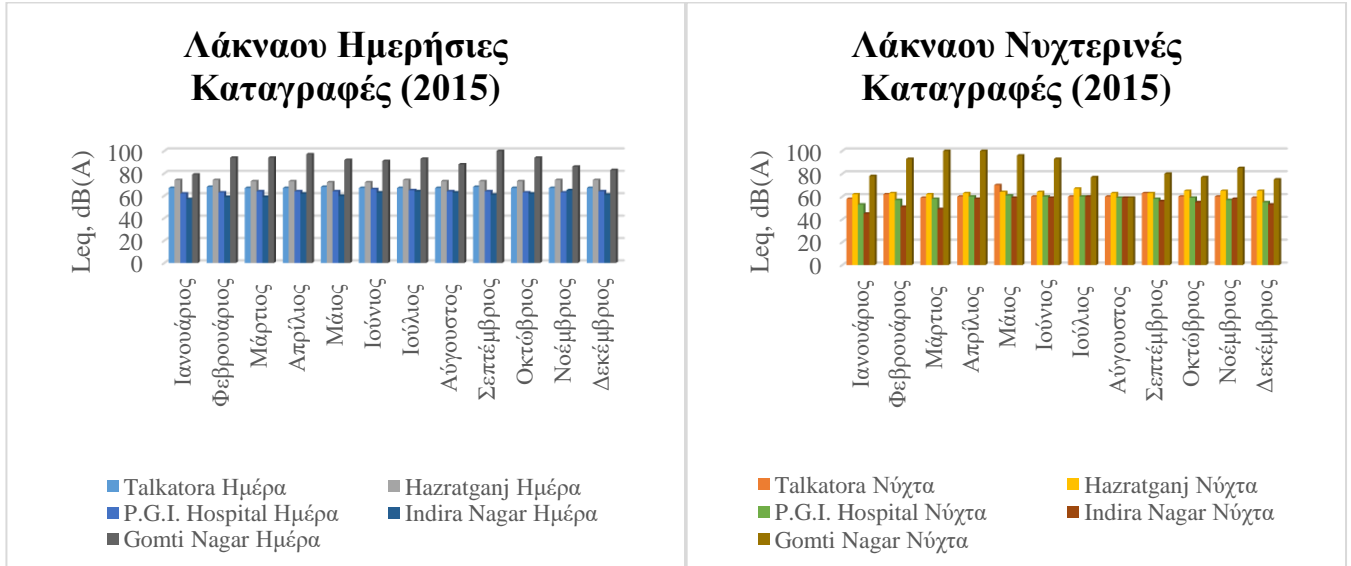 Λάκναου Ημερήσιες
Καταγραφές (2015)
Leq, dB(A)
100
80
60
40
20
0
Ιανουάριος
Φεβρουάριος
Μάρτιος
Απρίλιος
Μάιος
Ιούνιος
Ιούλιος
Αύγουστος
Σεπτέμβριος
Οκτώβριος
Νοέμβριος
Δεκέμβριος
Talkatora Ημέρα
Hazratganj Ημέρα
P.G.I. Hospital Ημέρα
Indira Nagar Ημέρα
Gomti Nagar Ημέρα
Λάκναου Νυχτερινές
Καταγραφές (2015)
Leq, dB(A)
100
80
60
40
20
0
Ιανουάριος
Φεβρουάριος
Μάρτιος
Απρίλιος
Μάιος
Ιούνιος
Ιούλιος
Αύγουστος
Σεπτέμβριος
Οκτώβριος
Νοέμβριος
Δεκέμβριος
Talkatora Νύχτα
Hazratganj Νύχτα
P.G.I. Hospital Νύχτα
Indira Nagar Νύχτα
Gomti Nagar Νύχτα